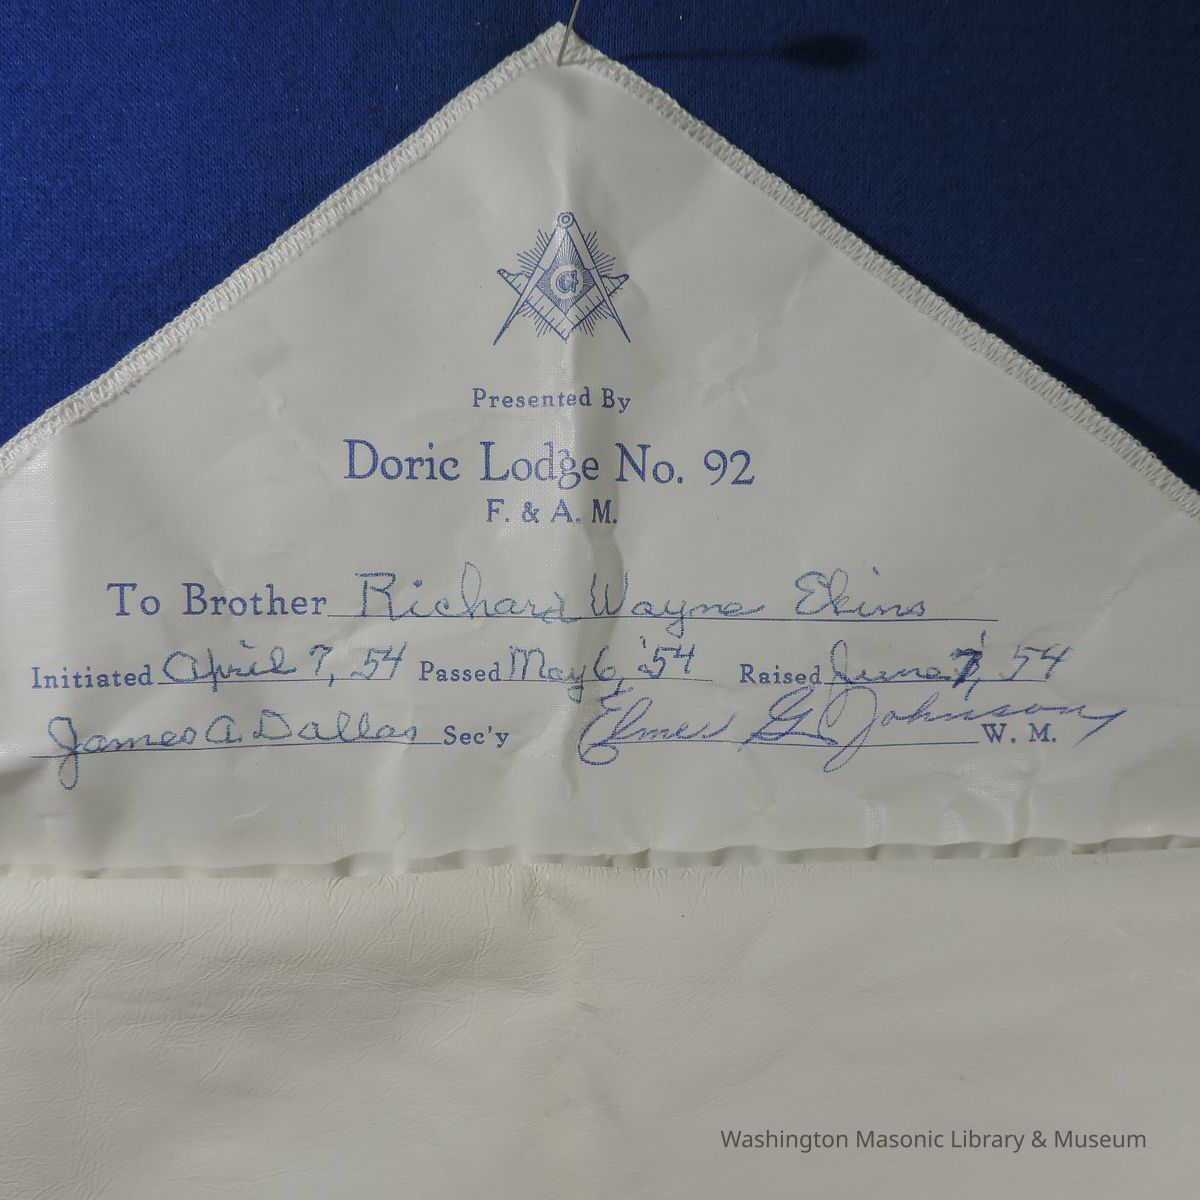 G
Presented By
Doric Lodge No. 92
F. & A. M.
To Brother Richard Wayne Ekins
Initiated April 7, 54 Passed May 6, '54 Raised June 7, '54
James A. Dallas Sec'y Elmer G. Johnson W. M.
Washington Masonic Library & Museum